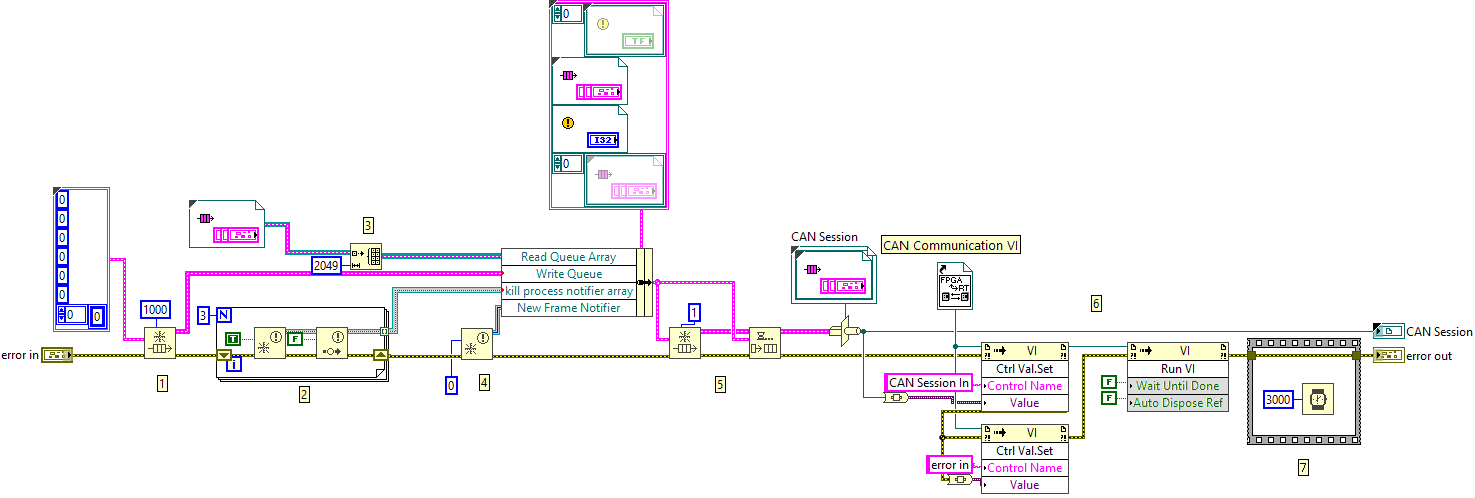 0
TF
I32
0
0
0
0
0
0
0
0
0
3
2049
Read Queue Array
Write Queue
kill process notifier array
New Frame Notifier
CAN Session
CAN Communication VI
FPGA
RT
1000
3
N
T
F
i
1
6
error in
1
2
0
4
5
VI
Ctrl Val.Set
CAN Session In
Control Name
Value
VI
Run VI
F
Wait Until Done
F
Auto Dispose Ref
CAN Session
error out
3000
VI
Ctrl Val.Set
error in
Control Name
Value
7